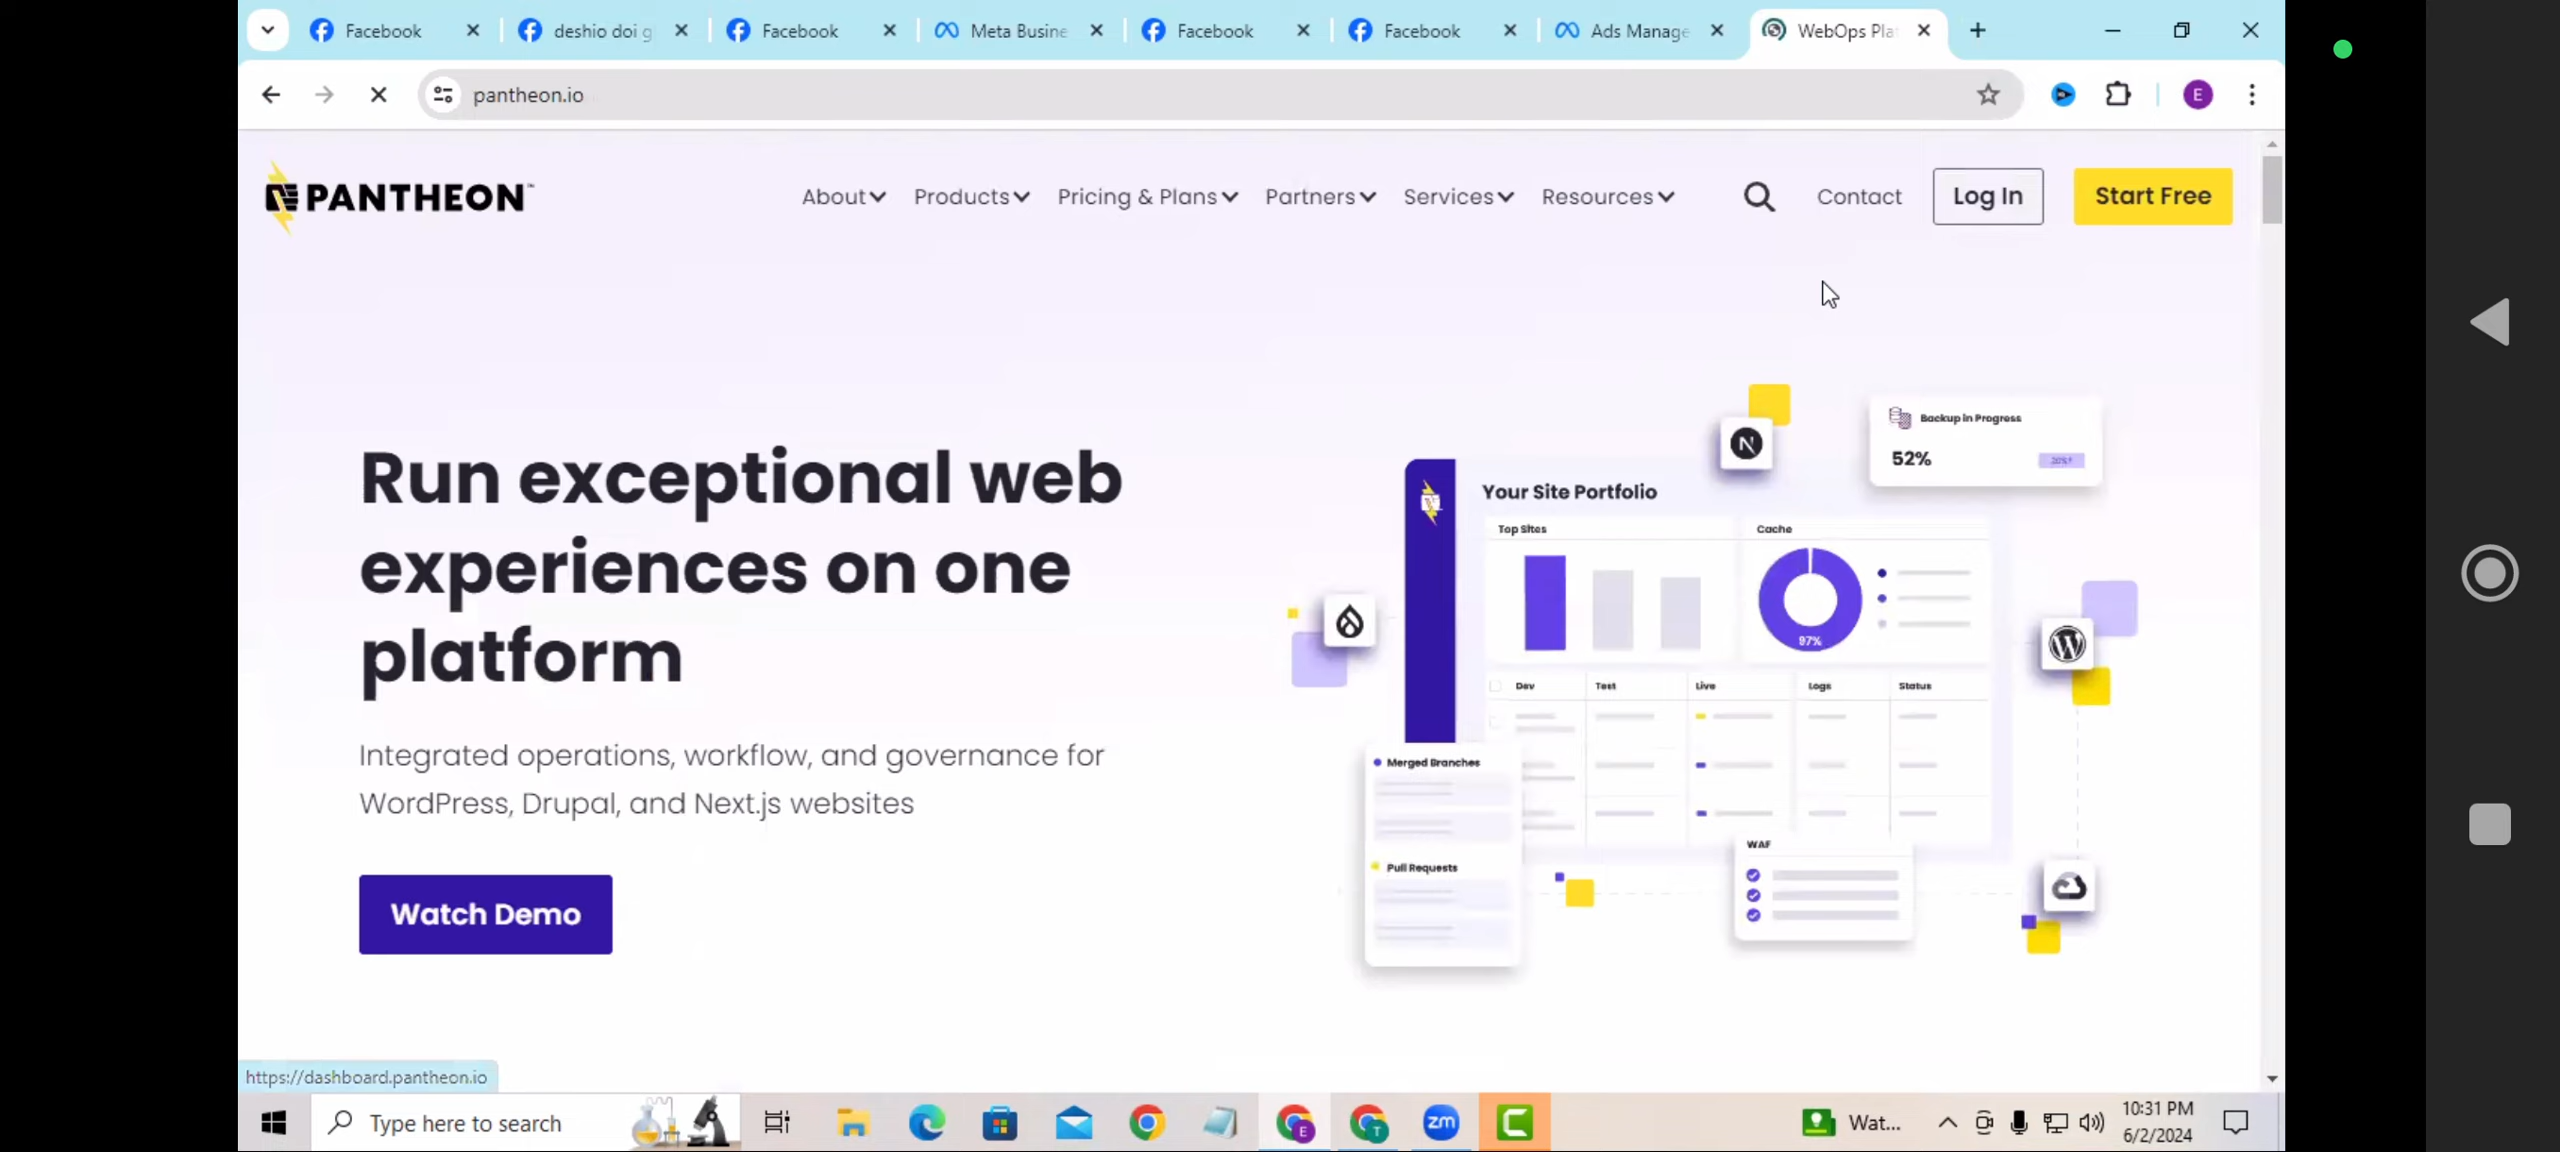 Facebook
deshio doi g
Facebook
Meta Busine
Facebook
Facebook
Ads Manage
WebOps Pla
pantheon.io
E
PANTHEON™
About
Products
Pricing & Plans
Partners
Services
Resources
Contact
Log In
Start Free
Run exceptional web
experiences on one
platform
Integrated operations, workflow, and governance for
WordPress, Drupal, and Next.js websites
Watch Demo
Backup in Progress
52%
N
Your Site Portfolio
Top Sites
Cache
97%
Dev
Test
Live
Logs
Status
Merged Branches
Pull Requests
WAF
https://dashboard.pantheon.io
Type here to search
E
T
zm
Wat...
10:31 PM
6/2/2024